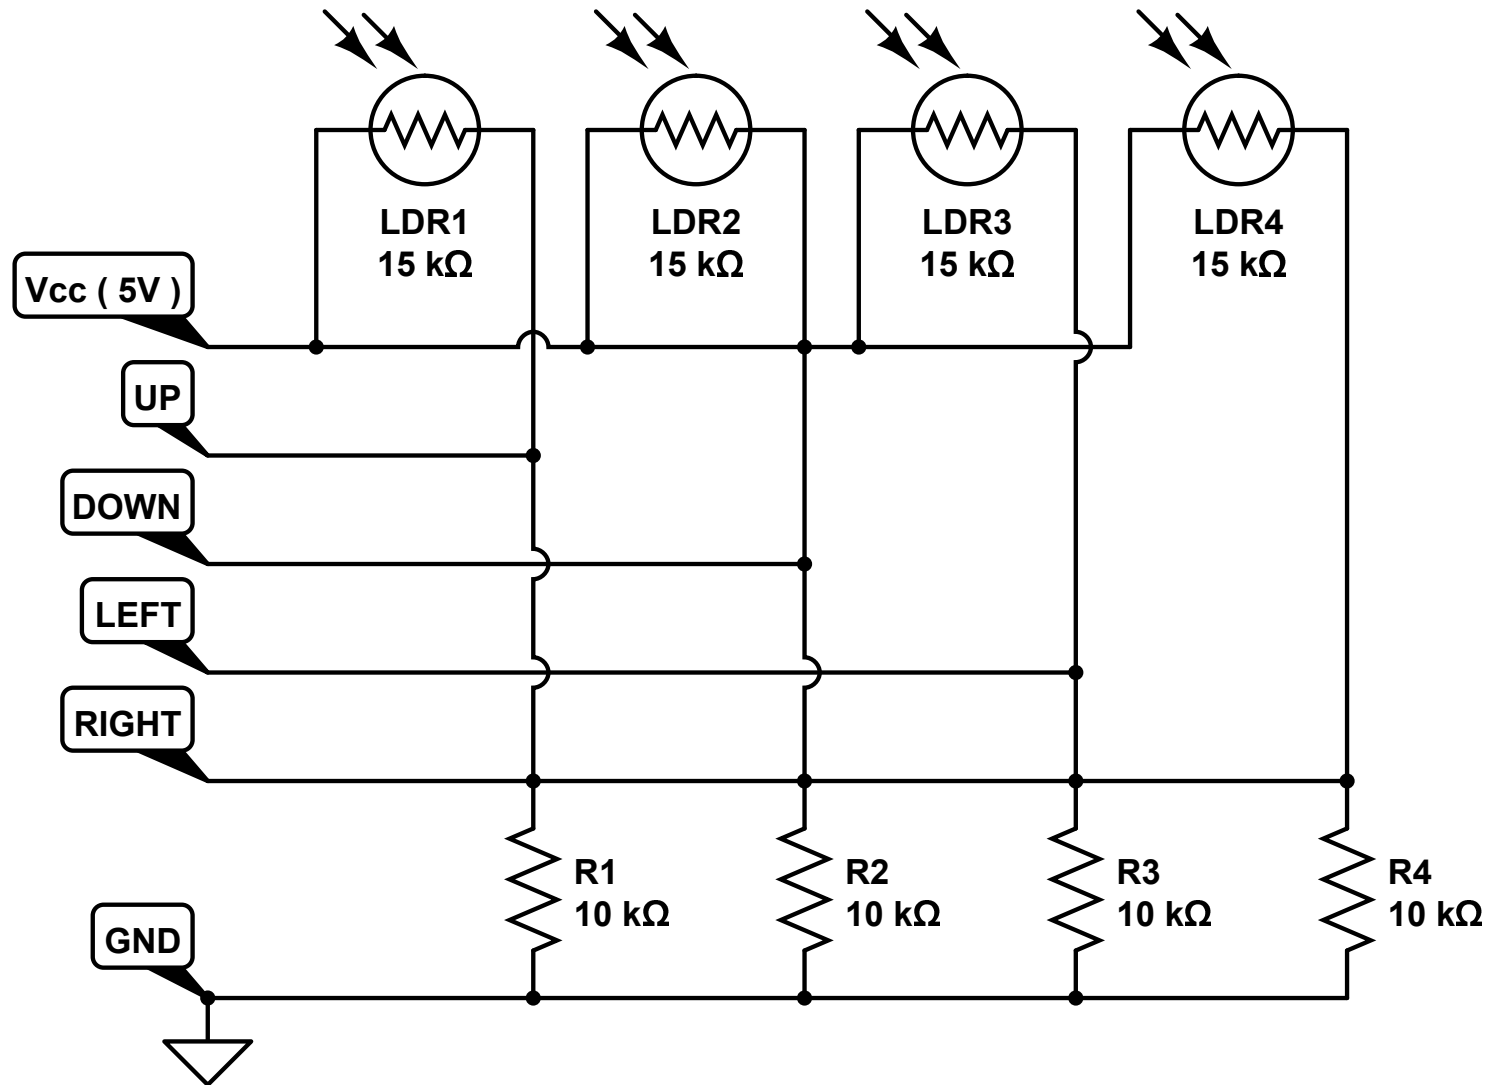 LDR1
15 kΩ
LDR2
15 kΩ
LDR3
15 kΩ
LDR4
15 kΩ
Vcc ( 5V )
UP
DOWN
LEFT
RIGHT
R1
10 kΩ
R2
10 kΩ
R3
10 kΩ
R4
10 kΩ
GND